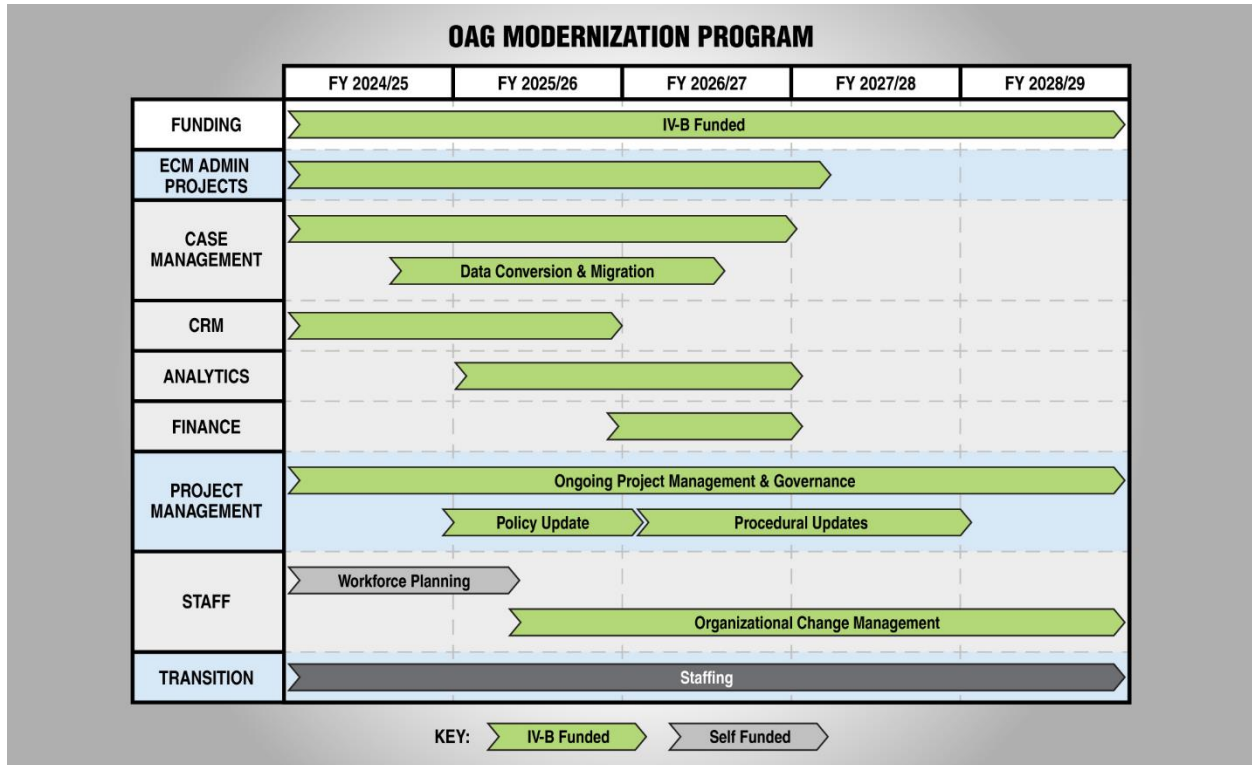 OAG MODERNIZATION PROGRAM
FY 2024/25 FY 2025/26 FY 2026/27 FY 2027/28 FY 2028/29
FUNDING
IV-B Funded
ECM ADMIN
PROJECTS
CASE
MANAGEMENT
Data Conversion & Migration
CRM
ANALYTICS
FINANCE
PROJECT
MANAGEMENT
Ongoing Project Management & Governance
Policy Update Procedural Updates
STAFF
Workforce Planning
Organizational Change Management
TRANSITION
Staffing
KEY: IV-B Funded Self Funded